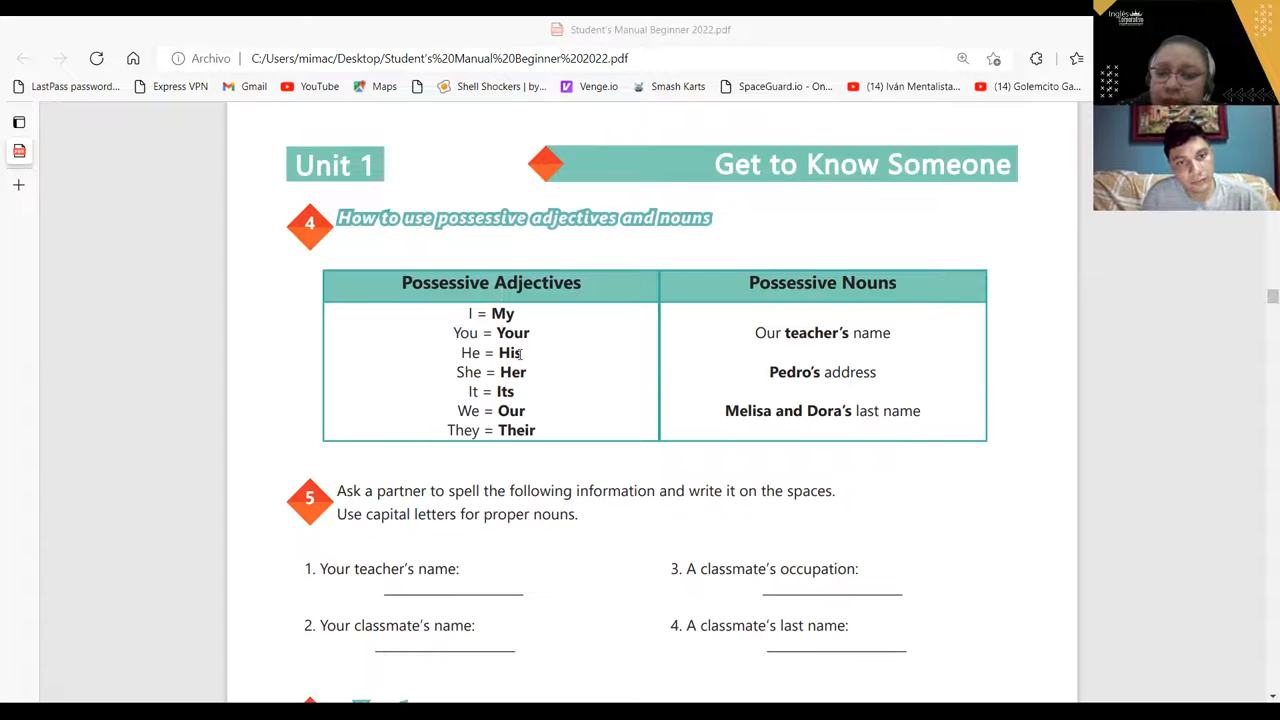 Student's Manual Beginner 2022.pdf
Archivo
C:/Users/mimac/Desktop/Student's%20Manual%20Beginner%202022.pdf
LastPass password...
Express VPN
Gmail
YouTube
Maps
Shell Shockers | by...
Venge.io
Smash Karts
SpaceGuard.io - On...
(14) Iván Mentalista...
(14) Golemcito Ga...
Inglés
Corporativo
Unit 1
Get to Know Someone
4
How to use possessive adjectives and nouns
Possessive Adjectives
I = My
You = Your
He = His
She = Her
It = Its
We = Our
They = Their
Possessive Nouns
Our teacher's name
Pedro's address
Melisa and Dora's last name
5
Ask a partner to spell the following information and write it on the spaces.
Use capital letters for proper nouns.
1. Your teacher's name:
2. Your classmate's name:
3. A classmate's occupation:
4. A classmate's last name: